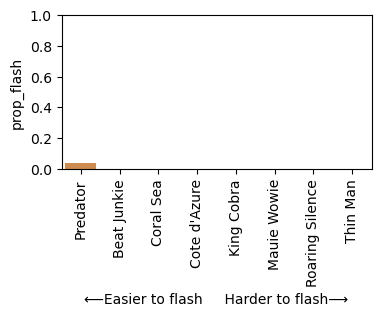 1.0
0.8
0.6
0.4
0.2
0.0
prop_flash
Predator
Beat Junkie
Coral Sea
Cote d'Azure
King Cobra
Mauie Wowie
Roaring Silence
Thin Man
⟵Easier to flash Harder to flash⟶